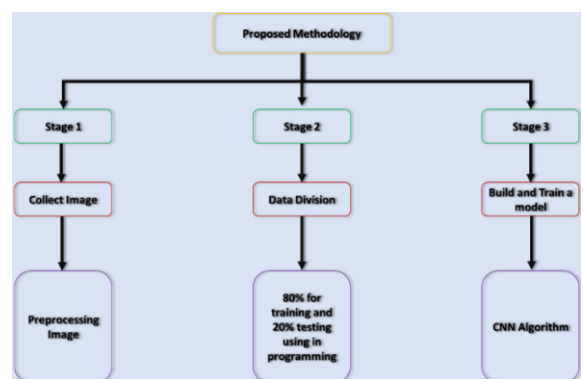 Proposed Methodology
Stage 1
Stage 2
Stage 3
Collect Image
Data Division
Build and Train a
model
Preprocessing
Image
80% for
training and
20% testing
using in
programming
CNN Algorithm